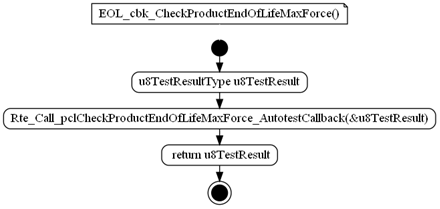 EOL_cbk_CheckProductEndOfLifeMaxForce()
u8TestResultType u8TestResult
Rte_Call_pclCheckProductEndOfLifeMaxForce_AutotestCallback(&u8TestResult)
return u8TestResult